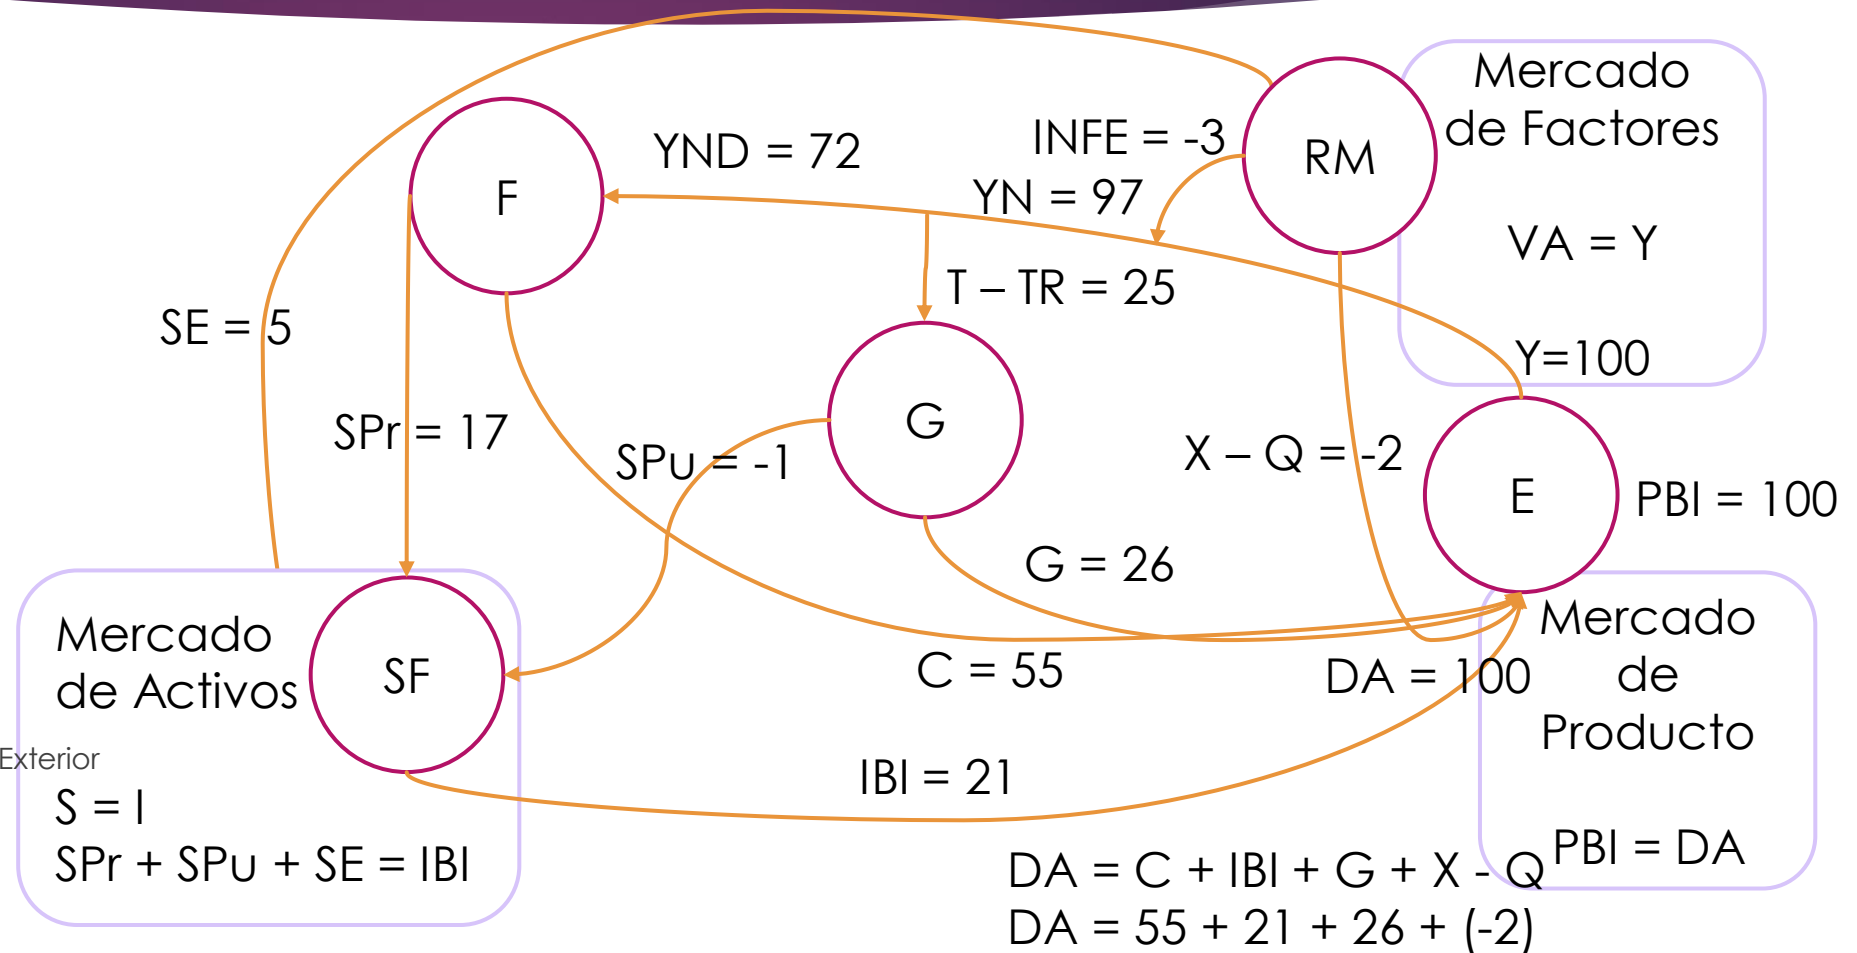 Mercado
de Factores
VA = Y
Y=100
RM
INFE = -3
YND = 72
YN = 97
F
T – TR = 25
SE = 5
SPr = 17
SPu = -1
G
X – Q = -2
E
PBI = 100
G = 26
C = 55
DA = 100
Mercado
de
Producto
PBI = DA
Mercado
de Activos
SF
Exterior
S = I
SPr + SPu + SE = IBI
IBI = 21
DA = C + IBI + G + X - Q
DA = 55 + 21 + 26 + (-2)